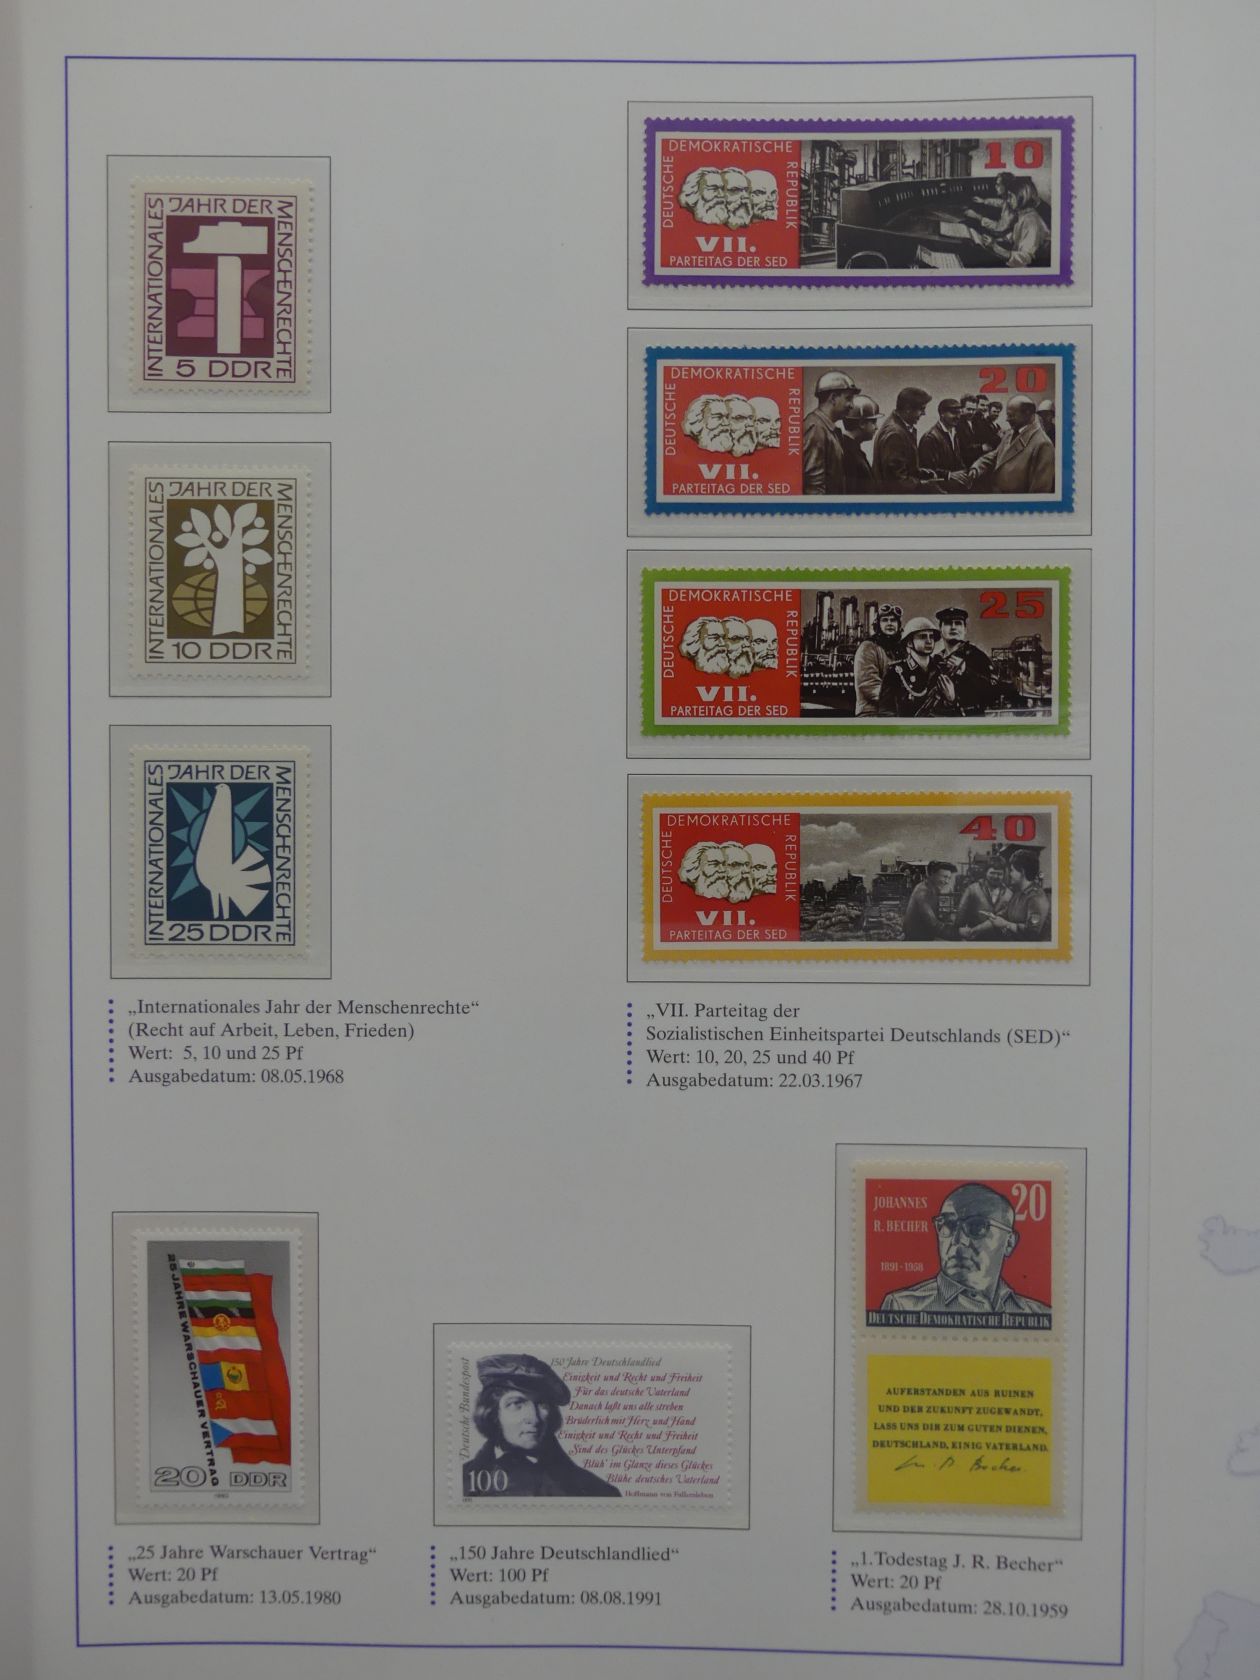 INTERNATIONALES
JAHR DER
MENSCHENRECHTE
5 DDR
INTERNATIONALES
JAHR DER
MENSCHENRECHTE
10 DDR
INTERNATIONALES
JAHR DER
MENSCHENRECHTE
25 DDR
„Internationales Jahr der Menschenrechte“
(Recht auf Arbeit, Leben, Frieden)
Wert: 5, 10 und 25 Pf
Ausgabedatum: 08.05.1968
DEUTSCHE
DEMOKRATISCHE
REPUBLIK
VII.
PARTEITAG DER SED
10
DEUTSCHE
DEMOKRATISCHE
REPUBLIK
VII.
PARTEITAG DER SED
20
DEUTSCHE
DEMOKRATISCHE
REPUBLIK
VII.
PARTEITAG DER SED
25
DEUTSCHE
DEMOKRATISCHE
REPUBLIK
VII.
PARTEITAG DER SED
40
„VII. Parteitag der
Sozialistischen Einheitspartei Deutschlands (SED)“
Wert: 10, 20, 25 und 40 Pf
Ausgabedatum: 22.03.1967
25 JAHRE WARSCHAUER VERTRAG
20 DDR
1980
„25 Jahre Warschauer Vertrag“
Wert: 20 Pf
Ausgabedatum: 13.05.1980
Deutsche Bundespost
150 Jahre Deutschlandlied
Einigkeit und Recht und Freiheit
Für das deutsche Vaterland
Danach laßt uns alle streben
Brüderlich mit Herz und Hand
Einigkeit und Recht und Freiheit
Sind des Glückes Unterpfand
Blüh' im Glanze dieses Glückes
Blühe deutsches Vaterland
Hoffmann von Fallersleben
100
1991
„150 Jahre Deutschlandlied“
Wert: 100 Pf
Ausgabedatum: 08.08.1991
JOHANNES
R. BECHER
20
1891-1958
DEUTSCHE DEMOKRATISCHE REPUBLIK
AUFERSTANDEN AUS RUINEN
UND DER ZUKUNFT ZUGEWANDT,
LASS UNS DIR ZUM GUTEN DIENEN,
DEUTSCHLAND, EINIG VATERLAND.
„1.Todestag J. R. Becher“
Wert: 20 Pf
Ausgabedatum: 28.10.1959